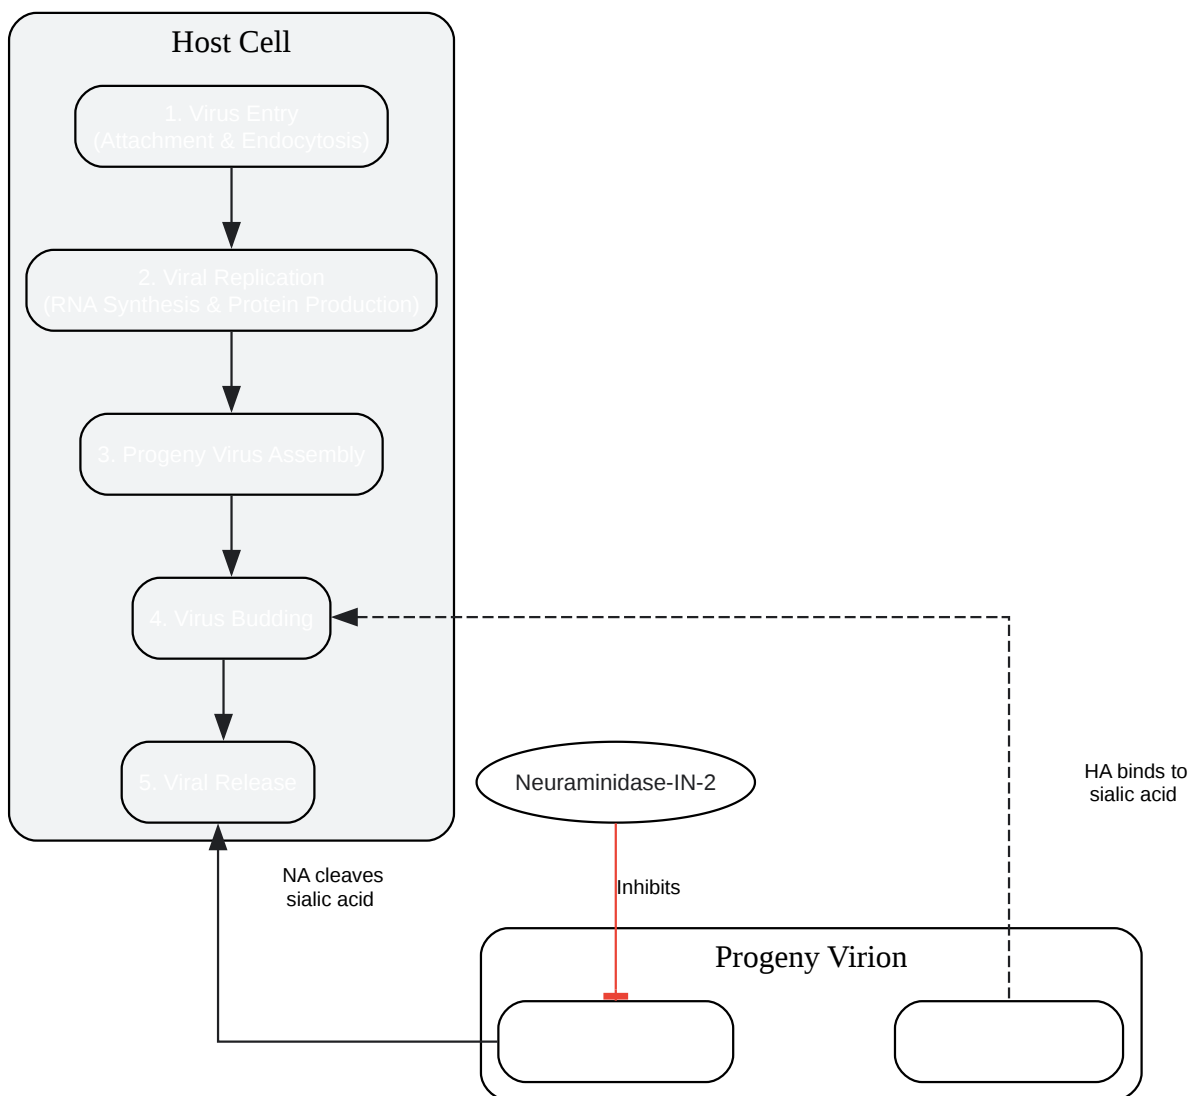 Host Cell
1. Virus Entry
(Attachment & Endocytosis)
2. Viral Replication
(RNA Synthesis & Protein Production)
3. Progeny Virus Assembly
4. Virus Budding
5. Viral Release
Neuraminidase-IN-2
HA binds to
sialic acid
NA cleaves
sialic acid
Inhibits
Progeny Virion